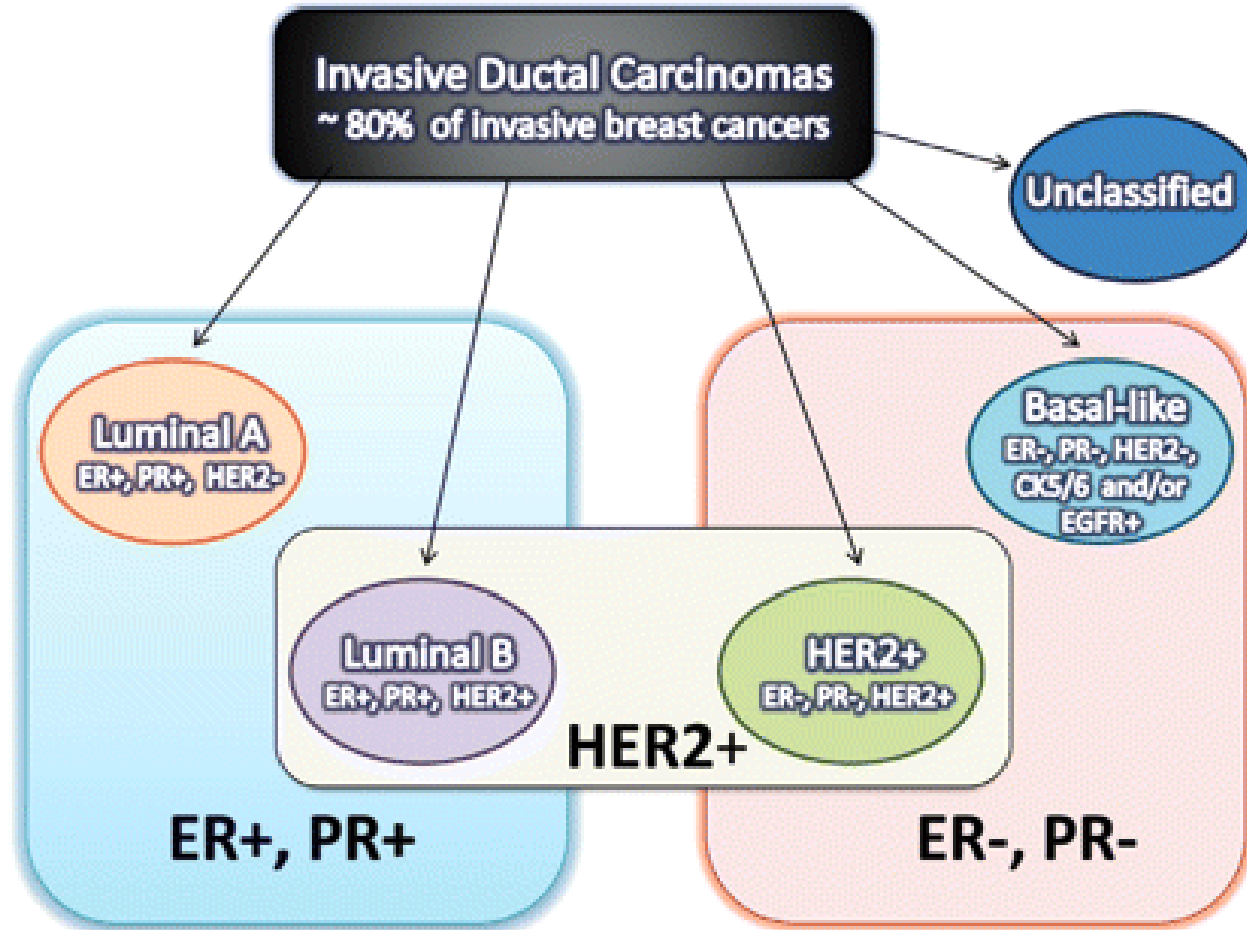 Invasive Ductal Carcinomas
~ 80% of invasive breast cancers
Unclassified
Luminal A
ER+, PR+, HER2-
Basal-like
ER-, PR-, HER2-,
CK5/6 and/or
EGFR+
Luminal B
ER+, PR+, HER2+
HER2+
ER-, PR-, HER2+
HER2+
ER+, PR+
ER-, PR-